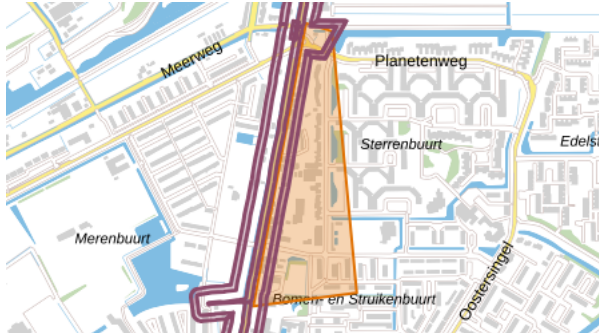 Meerweg
Planetenweg
Sterrenbuurt
Edelst
Merenbuurt
Oostersingel
Bomen- en Struikenbuurt